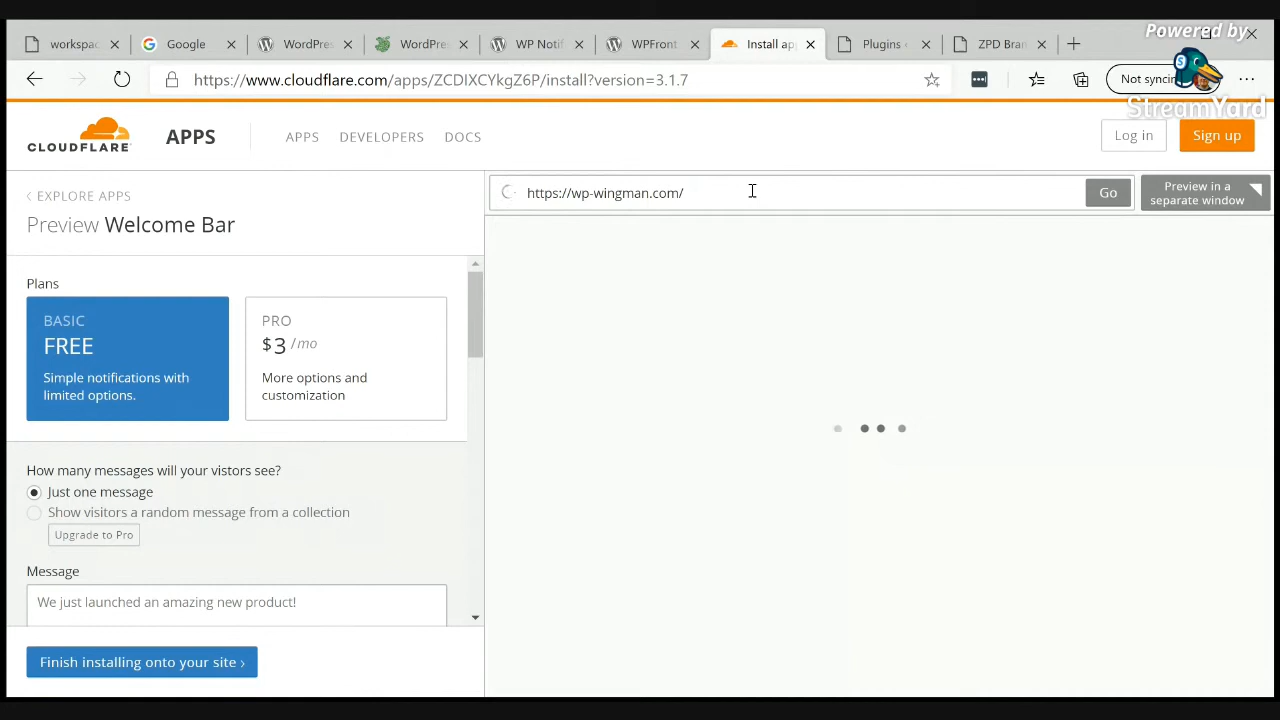 Powered by
StreamYard
workspac
Google
WordPres
WordPres
WP Notif
WPFront
Install ap
Plugins
ZPD Bran
https://www.cloudflare.com/apps/ZCDIXCYkgZ6P/install?version=3.1.7
Not syncing
CLOUDFLARE
APPS
APPS
DEVELOPERS
DOCS
Log in
Sign up
‹ EXPLORE APPS
Preview Welcome Bar
https://wp-wingman.com/
Go
Preview in a
separate window
Plans
BASIC
FREE
Simple notifications with
limited options.
PRO
$3 /mo
More options and
customization
How many messages will your vistors see?
Just one message
Show visitors a random message from a collection
Upgrade to Pro
Message
We just launched an amazing new product!
Finish installing onto your site ›